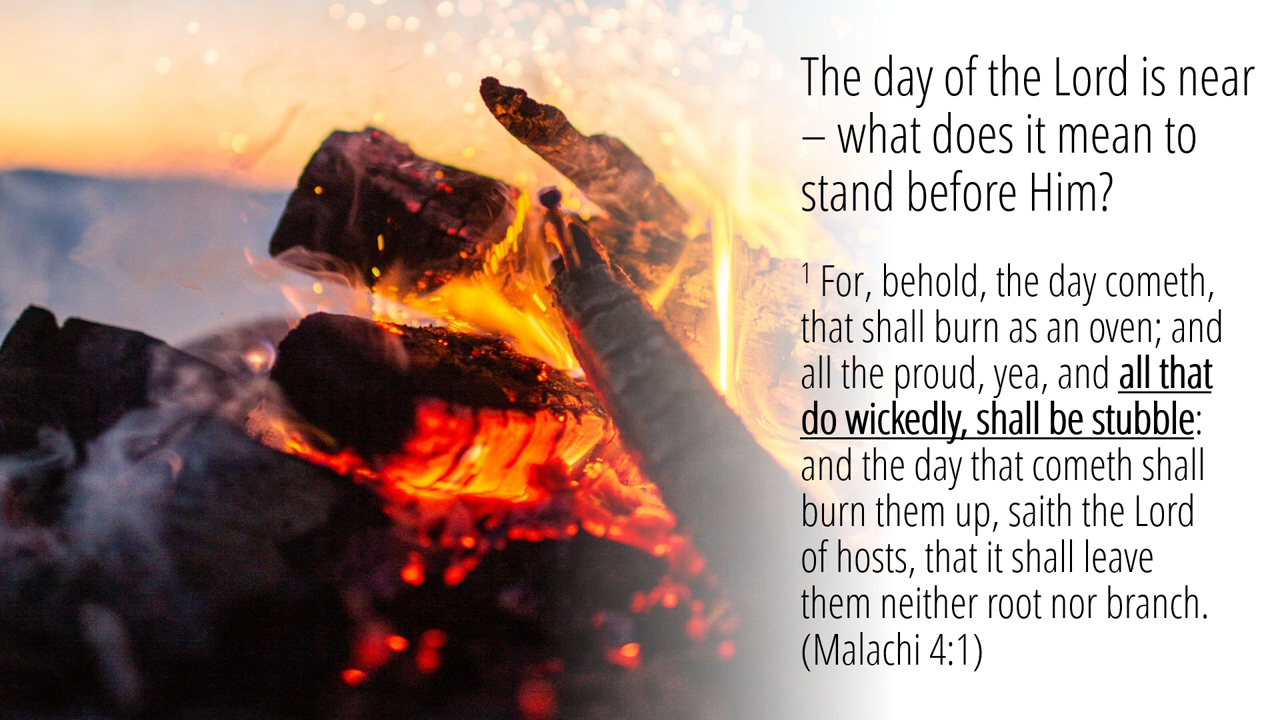 The day of the Lord is near
– what does it mean to
stand before Him?
¹ For, behold, the day cometh,
that shall burn as an oven; and
all the proud, yea, and all that
do wickedly, shall be stubble:
and the day that cometh shall
burn them up, saith the Lord
of hosts, that it shall leave
them neither root nor branch.
(Malachi 4:1)